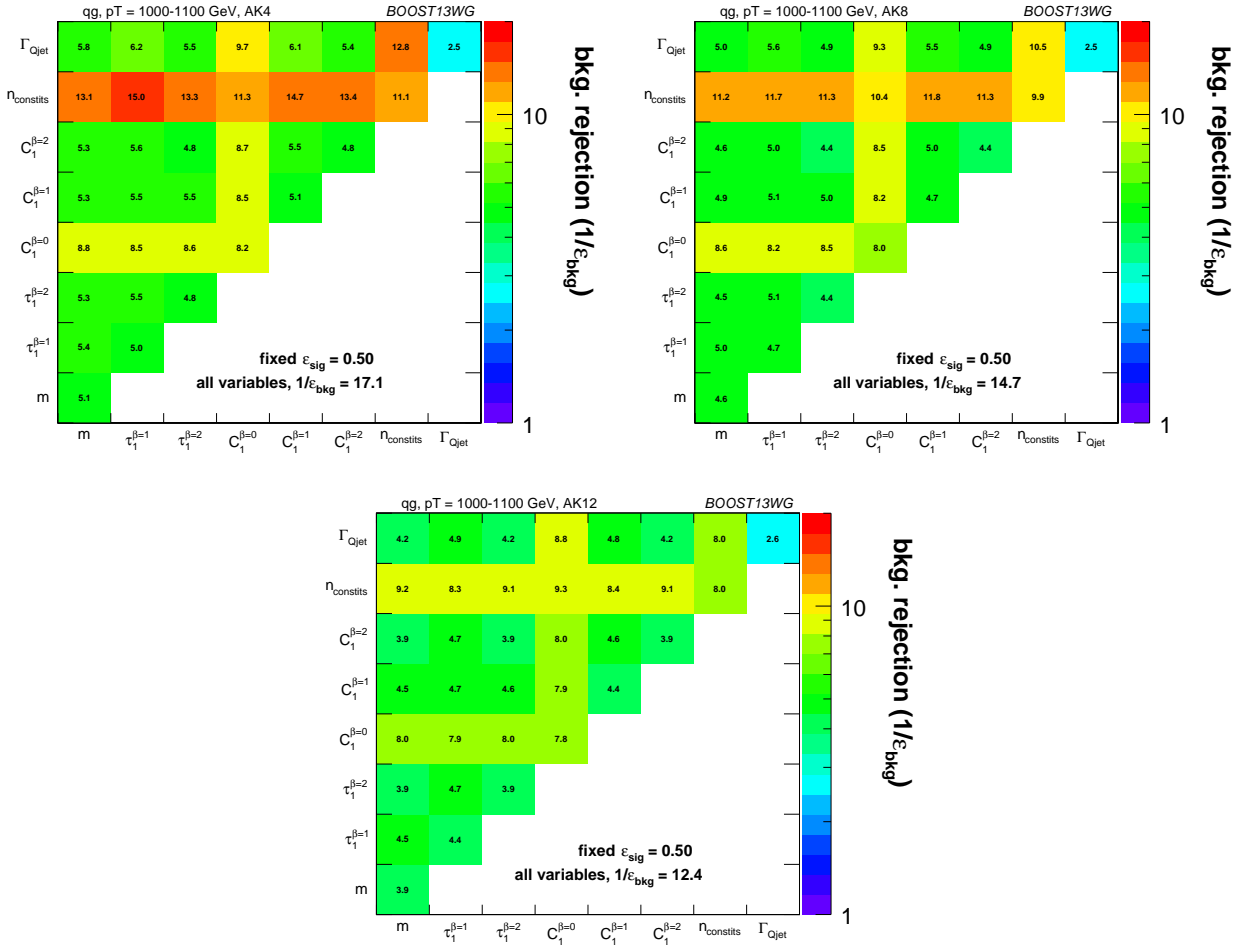 qg, pT = 1000-1100 GeV, AK4 BOOST13WG
Γ_Qjet 5.8 6.2 5.5 9.7 6.1 5.4 12.8 2.5
n_constits 13.1 15.0 13.3 11.3 14.7 13.4 11.1
C_1^{β=2} 5.3 5.6 4.8 8.7 5.5 4.8
C_1^{β=1} 5.3 5.5 5.5 8.5 5.1
C_1^{β=0} 8.8 8.5 8.6 8.2
τ_1^{β=2} 5.3 5.5 4.8
τ_1^{β=1} 5.4 5.0
m 5.1
fixed ε_sig = 0.50
all variables, 1/ε_bkg = 17.1
m τ_1^{β=1} τ_1^{β=2} C_1^{β=0} C_1^{β=1} C_1^{β=2} n_constits Γ_Qjet
10
1
bkg. rejection (1/ε_bkg)
qg, pT = 1000-1100 GeV, AK8 BOOST13WG
Γ_Qjet 5.0 5.6 4.9 9.3 5.5 4.9 10.5 2.5
n_constits 11.2 11.7 11.3 10.4 11.8 11.3 9.9
C_1^{β=2} 4.6 5.0 4.4 8.5 5.0 4.4
C_1^{β=1} 4.9 5.1 5.0 8.2 4.7
C_1^{β=0} 8.6 8.2 8.5 8.0
τ_1^{β=2} 4.5 5.1 4.4
τ_1^{β=1} 5.0 4.7
m 4.6
fixed ε_sig = 0.50
all variables, 1/ε_bkg = 14.7
m τ_1^{β=1} τ_1^{β=2} C_1^{β=0} C_1^{β=1} C_1^{β=2} n_constits Γ_Qjet
10
1
bkg. rejection (1/ε_bkg)
qg, pT = 1000-1100 GeV, AK12 BOOST13WG
Γ_Qjet 4.2 4.9 4.2 8.8 4.8 4.2 8.0 2.6
n_constits 9.2 8.3 9.1 9.3 8.4 9.1 8.0
C_1^{β=2} 3.9 4.7 3.9 8.0 4.6 3.9
C_1^{β=1} 4.5 4.7 4.6 7.9 4.4
C_1^{β=0} 8.0 7.9 8.0 7.8
τ_1^{β=2} 3.9 4.7 3.9
τ_1^{β=1} 4.5 4.4
m 3.9
fixed ε_sig = 0.50
all variables, 1/ε_bkg = 12.4
m τ_1^{β=1} τ_1^{β=2} C_1^{β=0} C_1^{β=1} C_1^{β=2} n_constits Γ_Qjet
10
1
bkg. rejection (1/ε_bkg)